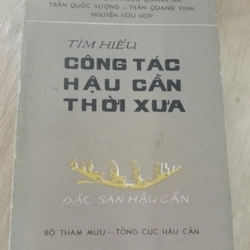 TRẦN QUỐC VƯỢNG _ TRẦN QUANG VINH
NGUYỄN HỮU HỢP
TÌM HIỂU
CÔNG TÁC
HẬU CẦN
THỜI XƯA
ĐẶC SAN HẬU CẦN
BỘ THAM MƯU — TỔNG CỤC HẬU CẦN